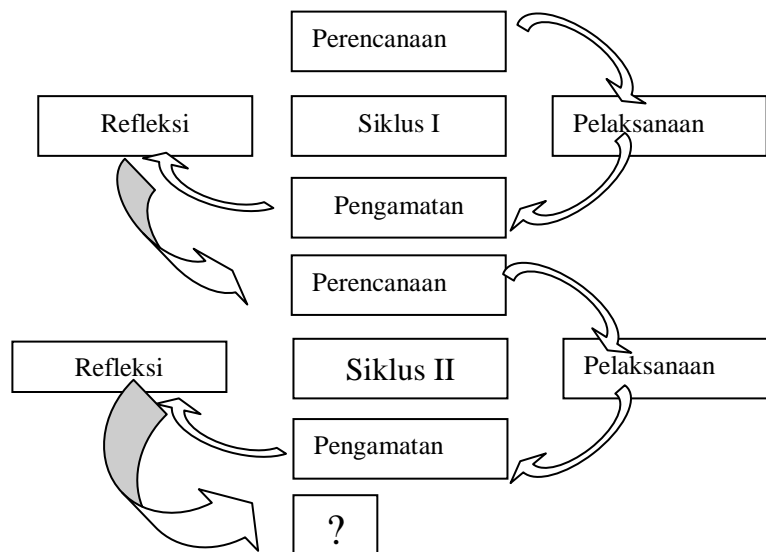 Perencanaan
Refleksi
Siklus I
Pelaksanaan
Pengamatan
Perencanaan
Refleksi
Siklus II
Pelaksanaan
Pengamatan
?